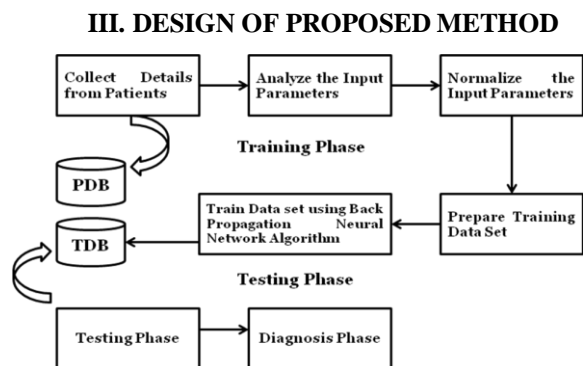 III. DESIGN OF PROPOSED METHOD
Collect Details
from Patients
Analyze the Input
Parameters
Normalize the
Input Parameters
Training Phase
PDB
TDB
Train Data set using Back
Propagation Neural
Network Algorithm
Prepare Training
Data Set
Testing Phase
Testing Phase
Diagnosis Phase